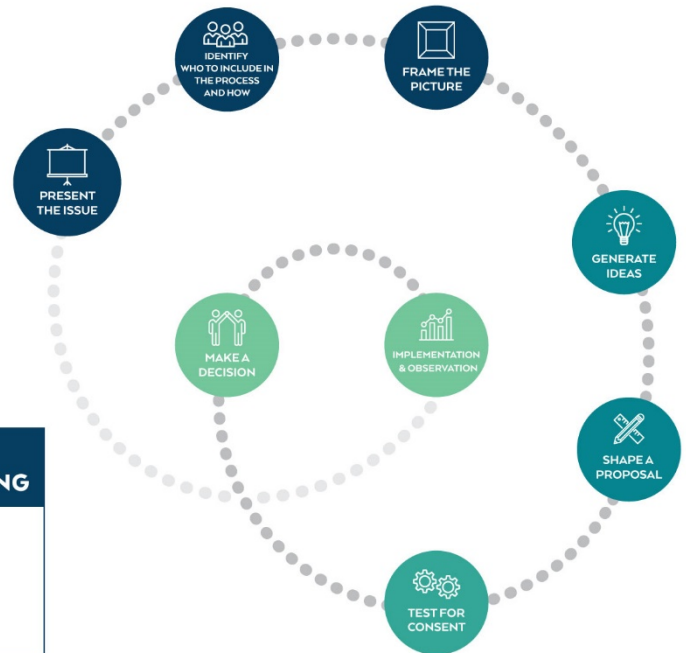 IDENTIFY
WHO TO INCLUDE IN
THE PROCESS
AND HOW
FRAME THE
PICTURE
PRESENT
THE ISSUE
GENERATE
IDEAS
MAKE A
DECISION
IMPLEMENTATION
& OBSERVATION
SHAPE A
PROPOSAL
NG
TEST FOR
CONSENT